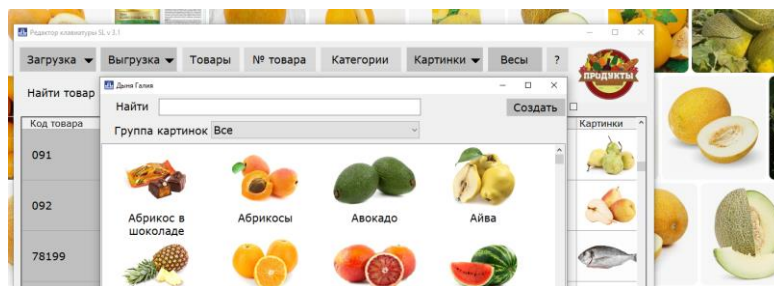 Редактор клавиатуры SL v 3.1
Загрузка Выгрузка Товары № товара Категории Картинки Весы ?
ПРОДУКТЫ
Найти товар
Дыня Галия
Найти
Создать
Группа картинок Все
Код товара
Картинки
091
Абрикос в шоколаде
Абрикосы
Авокадо
Айва
092
78199